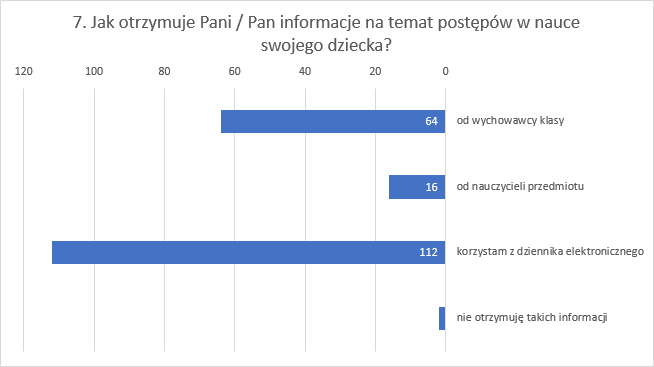 7. Jak otrzymuje Pani / Pan informacje na temat postępów w nauce
swojego dziecka?
120 100 80 60 40 20 0
64 od wychowawcy klasy
16 od nauczycieli przedmiotu
112 korzystam z dziennika elektronicznego
nie otrzymuję takich informacji